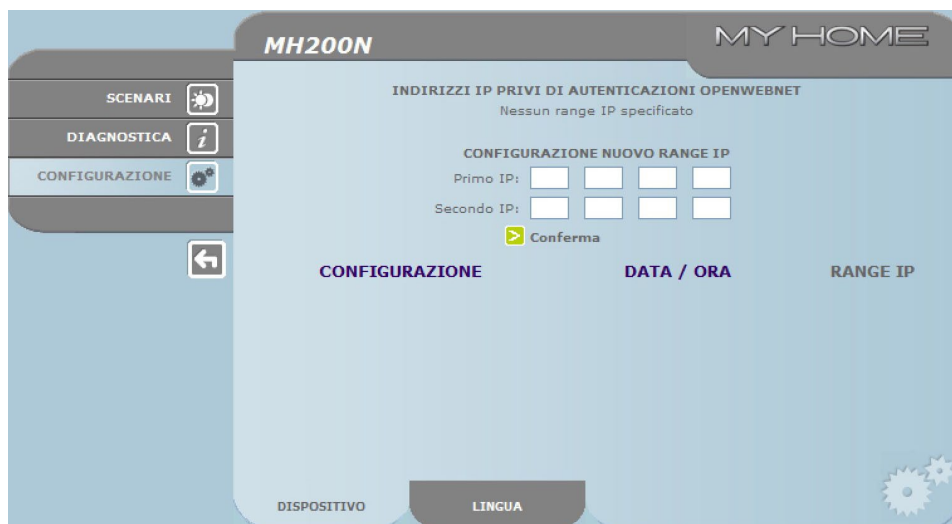 MH200N
MY HOME
SCENARI
DIAGNOSTICA
CONFIGURAZIONE
INDIRIZZI IP PRIVI DI AUTENTICAZIONI OPENWEBNET
Nessun range IP specificato
CONFIGURAZIONE NUOVO RANGE IP
Primo IP:
Secondo IP:
Conferma
CONFIGURAZIONE DATA / ORA RANGE IP
DISPOSITIVO LINGUA